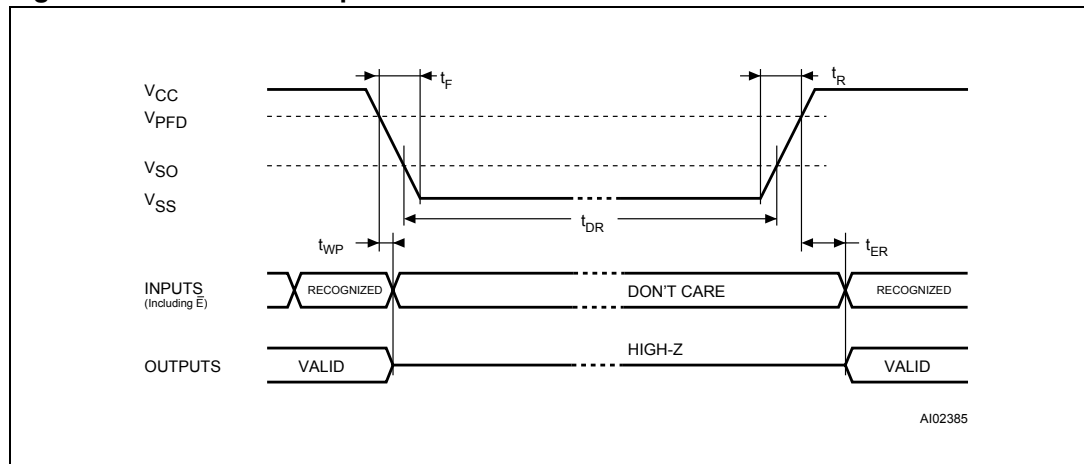 tF
tR
VCC
VPFD
VSO
VSS
tDR
tWP
tER
INPUTS
(Including E̅)
RECOGNIZED
DON'T CARE
RECOGNIZED
HIGH-Z
OUTPUTS
VALID
VALID
AI02385